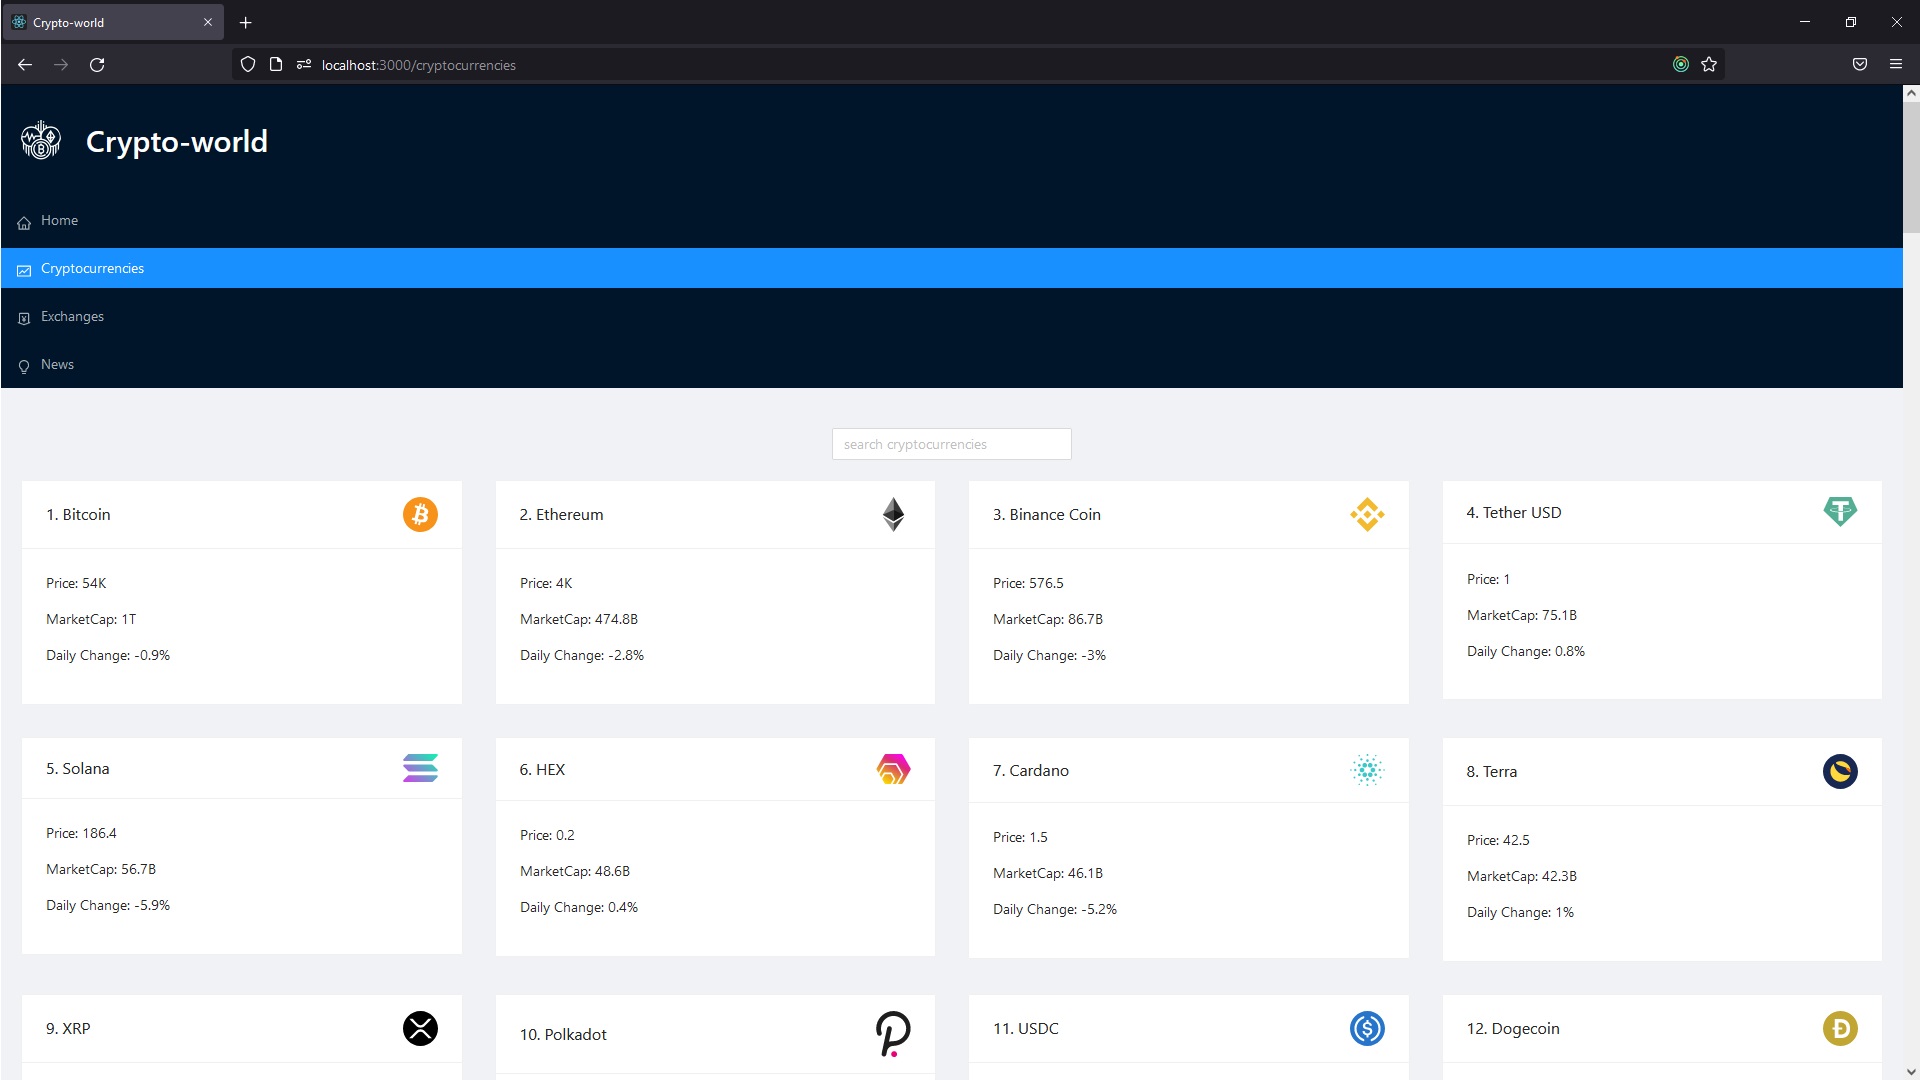 Crypto-world
localhost:3000/cryptocurrencies
Crypto-world
Home
Cryptocurrencies
Exchanges
News
search cryptocurrencies
1. Bitcoin
Price: 54K
MarketCap: 1T
Daily Change: -0.9%
2. Ethereum
Price: 4K
MarketCap: 474.8B
Daily Change: -2.8%
3. Binance Coin
Price: 576.5
MarketCap: 86.7B
Daily Change: -3%
4. Tether USD
Price: 1
MarketCap: 75.1B
Daily Change: 0.8%
5. Solana
Price: 186.4
MarketCap: 56.7B
Daily Change: -5.9%
6. HEX
Price: 0.2
MarketCap: 48.6B
Daily Change: 0.4%
7. Cardano
Price: 1.5
MarketCap: 46.1B
Daily Change: -5.2%
8. Terra
Price: 42.5
MarketCap: 42.3B
Daily Change: 1%
9. XRP
10. Polkadot
11. USDC
12. Dogecoin